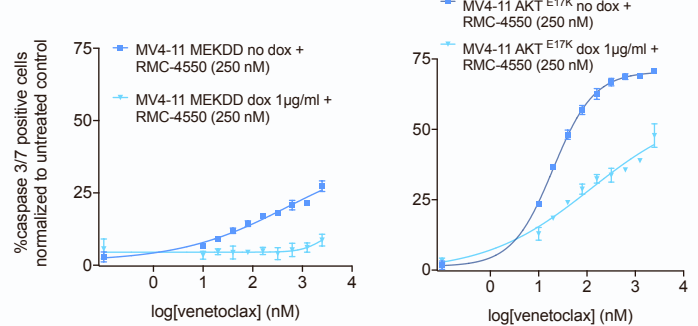 MV4-11 MEKDD no dox +
RMC-4550 (250 nM)
MV4-11 MEKDD dox 1μg/ml +
RMC-4550 (250 nM)
%caspase 3/7 positive cells
normalized to untreated control
75
50
25
0
0
1
2
3
4
log[venetoclax] (nM)
MV4-11 AKT E17K no dox +
RMC-4550 (250 nM)
MV4-11 AKT E17K dox 1μg/ml +
RMC-4550 (250 nM)
75
50
25
0
0
1
2
3
4
log[venetoclax] (nM)